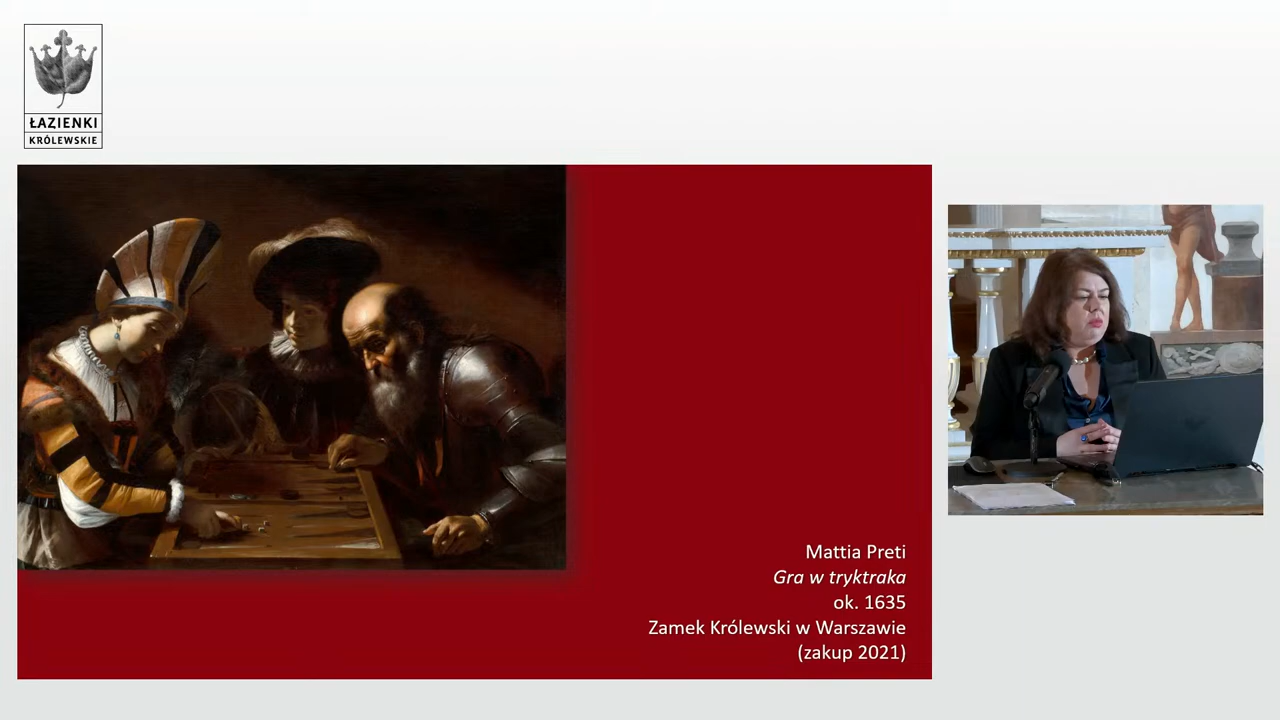 ŁAZIENKI
KRÓLEWSKIE
Mattia Preti
Gra w tryktraka
ok. 1635
Zamek Królewski w Warszawie
(zakup 2021)